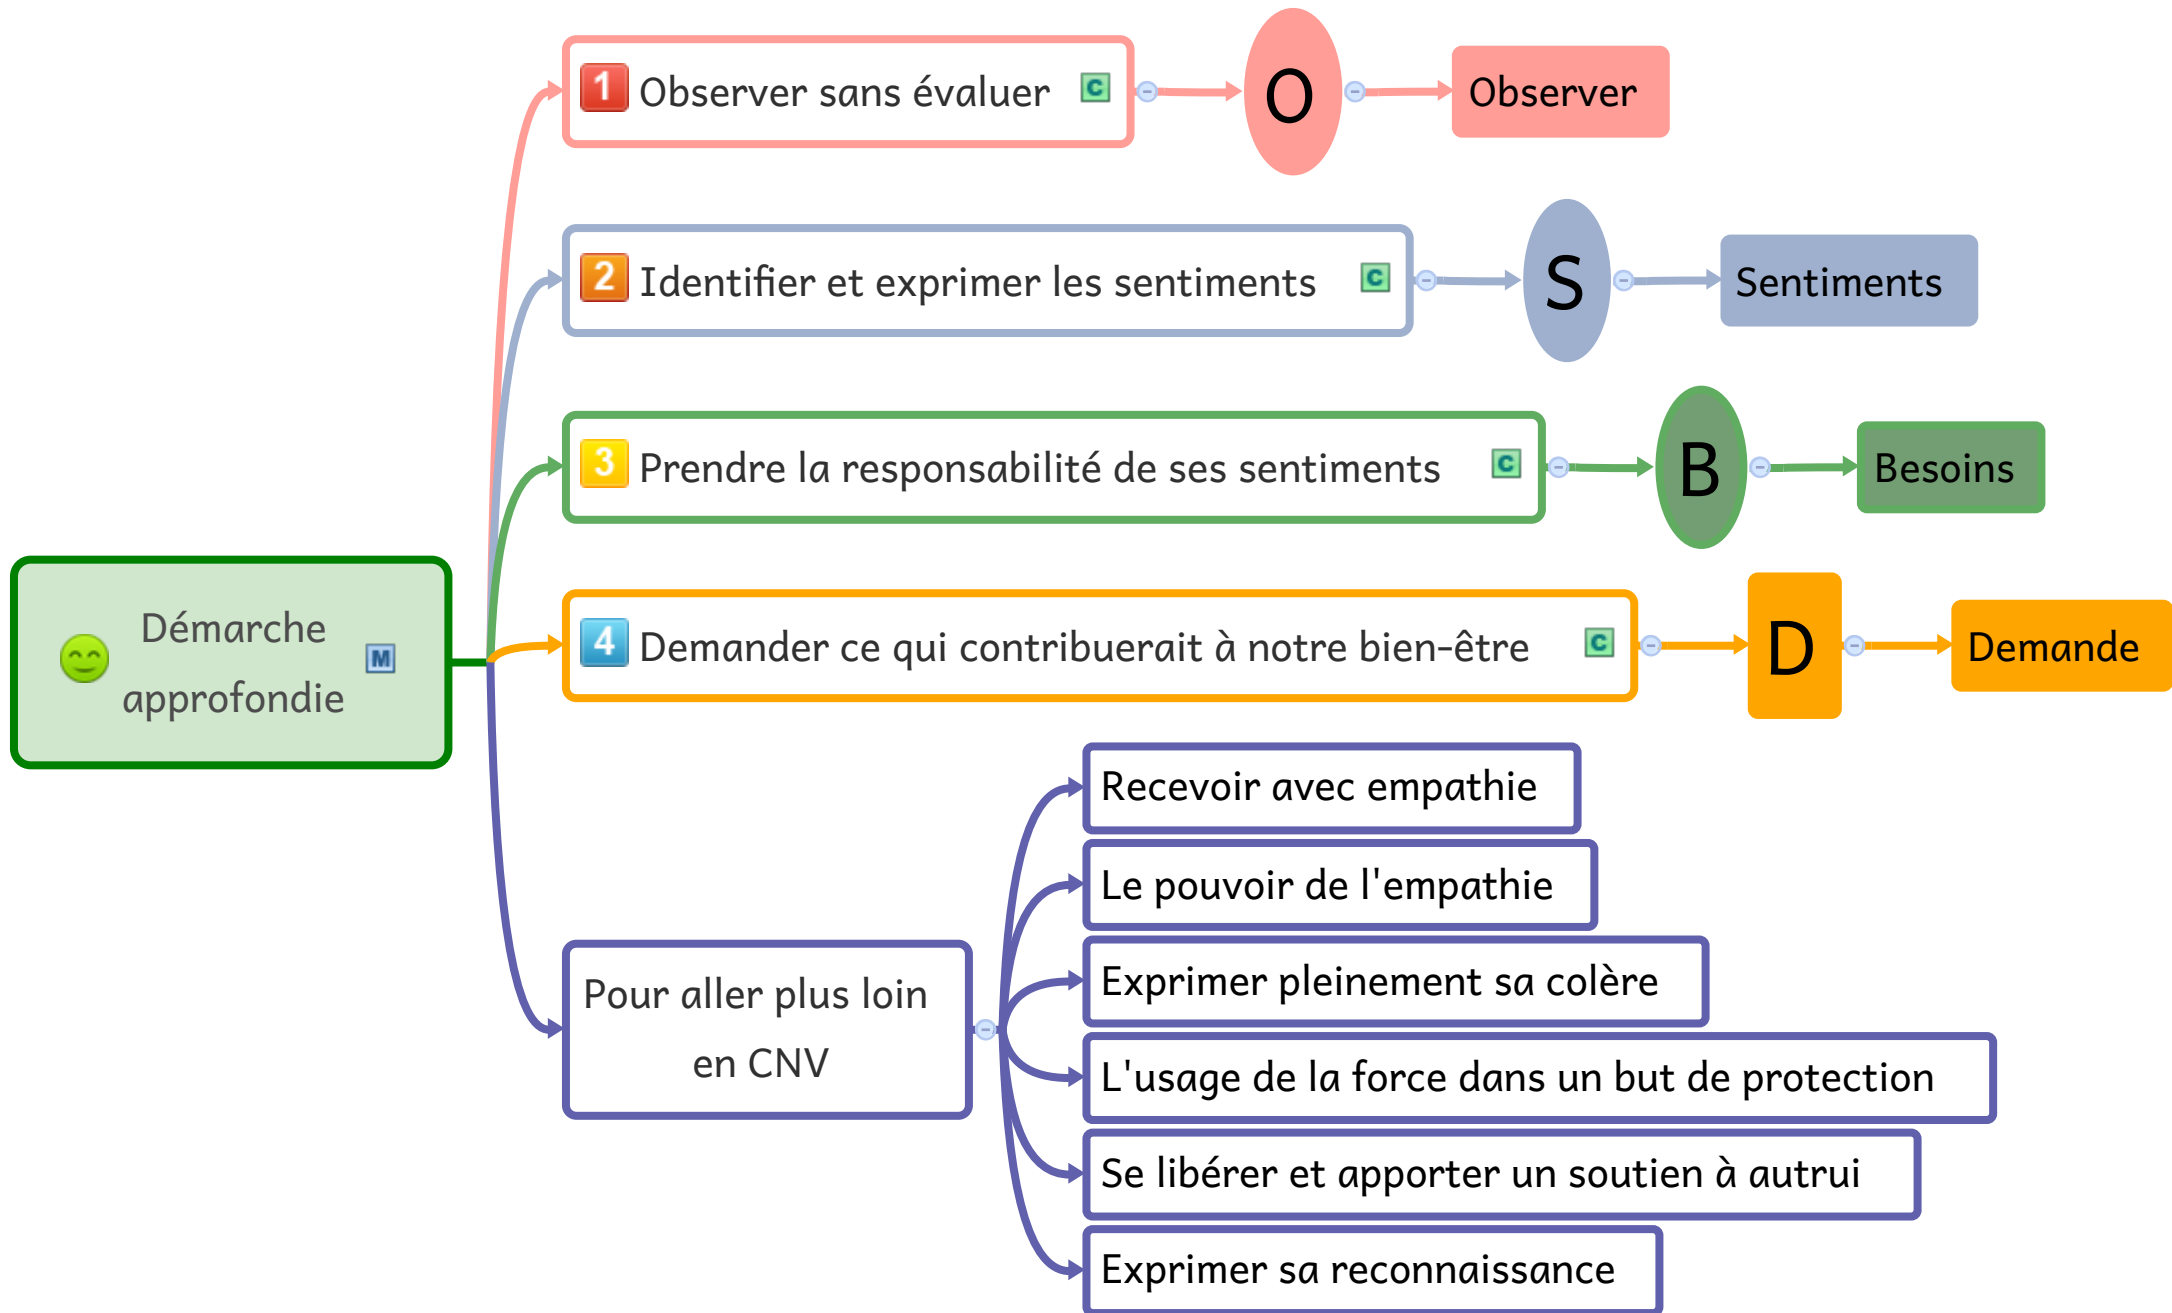 1 Observer sans évaluer C O Observer
2 Identifier et exprimer les sentiments C S Sentiments
3 Prendre la responsabilité de ses sentiments C B Besoins
Démarche
approfondie M
4 Demander ce qui contribuerait à notre bien-être C D Demande
Pour aller plus loin
en CNV
Recevoir avec empathie
Le pouvoir de l'empathie
Exprimer pleinement sa colère
L'usage de la force dans un but de protection
Se libérer et apporter un soutien à autrui
Exprimer sa reconnaissance